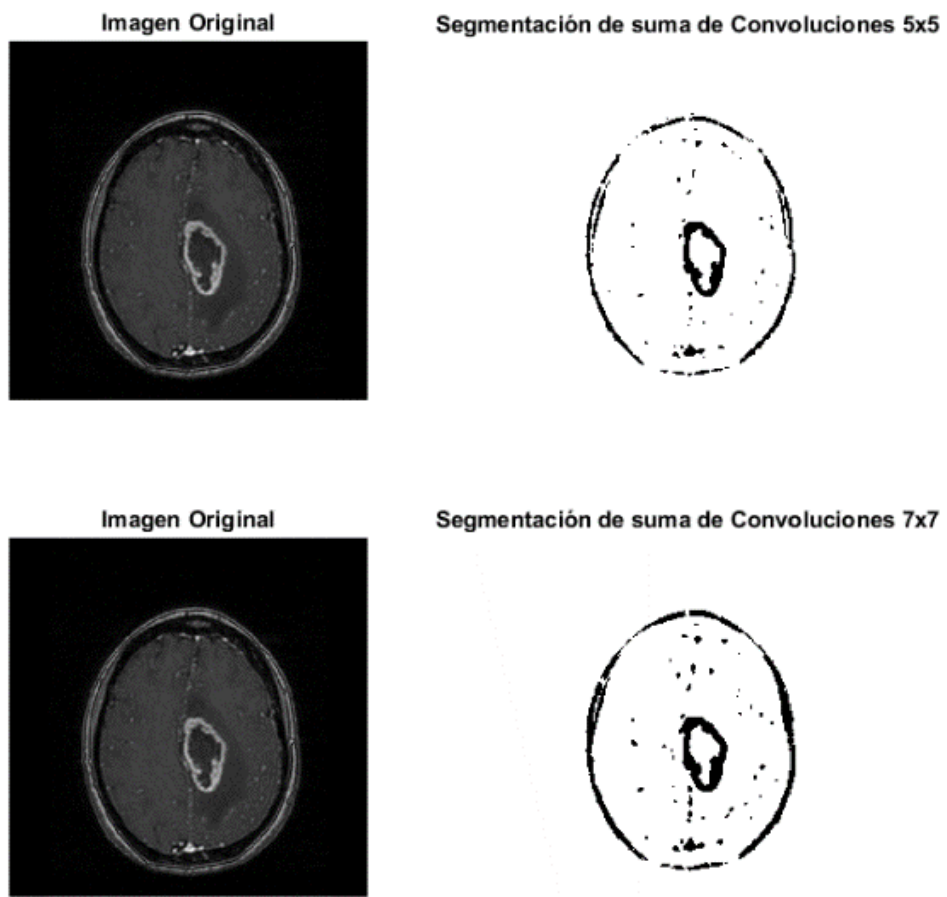 Imagen Original
Segmentación de suma de Convoluciones 5x5
Imagen Original
Segmentación de suma de Convoluciones 7x7